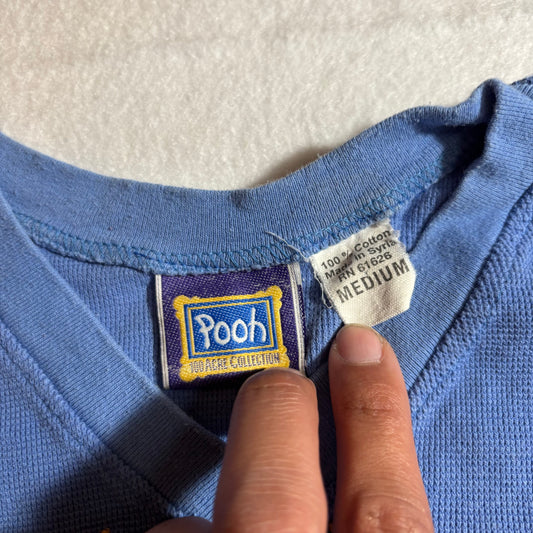 Pooh
100 ACRE COLLECTION
100 % Cotton
Made in Syria
RN 61626
MEDIUM